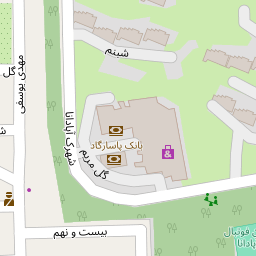 شبنم
مهدی یوسفی
گل
شهرک آپادانا
بانک پاسارگاد
گل مریم
بیست و نهم
فوتبال
آپادانا